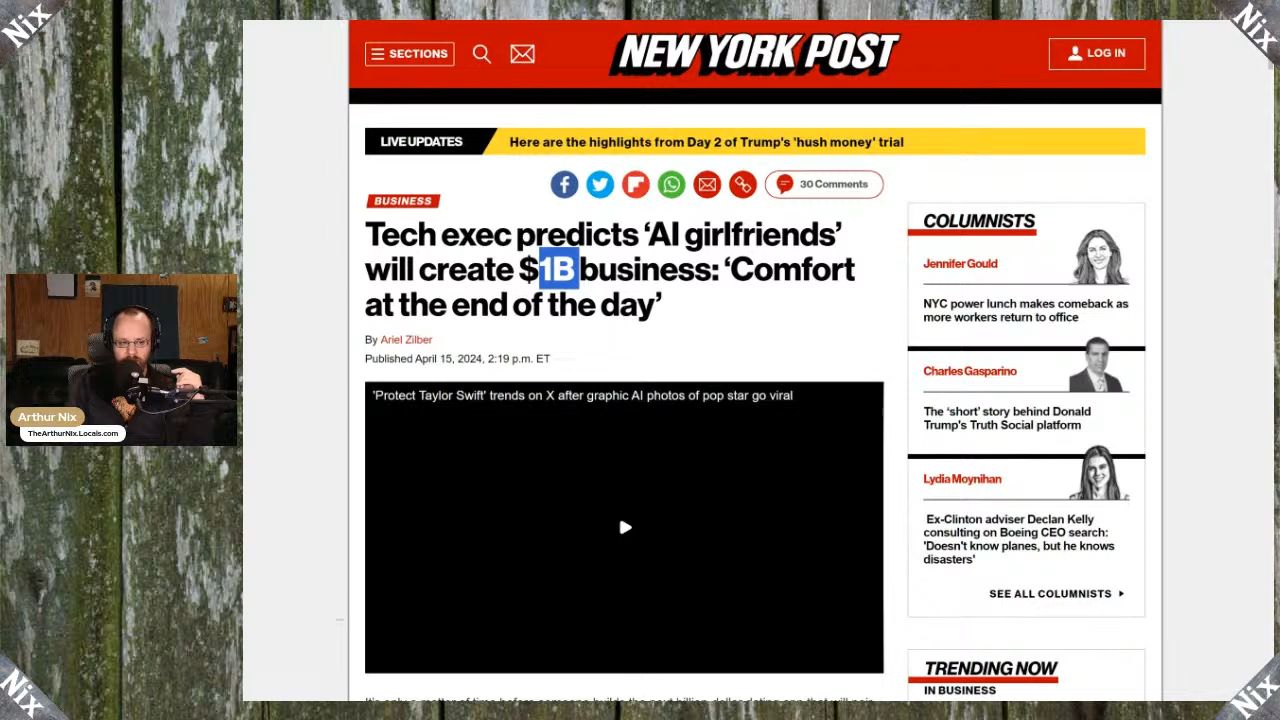 Nix
Nix
SECTIONS
NEW YORK POST
LOG IN
LIVE UPDATES
Here are the highlights from Day 2 of Trump's 'hush money' trial
30 Comments
BUSINESS
Tech exec predicts ‘AI girlfriends’
will create $1B business: ‘Comfort
at the end of the day’
By Ariel Zilber
Published April 15, 2024, 2:19 p.m. ET
'Protect Taylor Swift' trends on X after graphic AI photos of pop star go viral
COLUMNISTS
Jennifer Gould
NYC power lunch makes comeback as
more workers return to office
Charles Gasparino
The ‘short’ story behind Donald
Trump's Truth Social platform
Lydia Moynihan
Ex-Clinton adviser Declan Kelly
consulting on Boeing CEO search:
'Doesn't know planes, but he knows
disasters'
SEE ALL COLUMNISTS
TRENDING NOW
IN BUSINESS
Arthur Nix
TheArthurNix.Locals.com
Nix
Nix